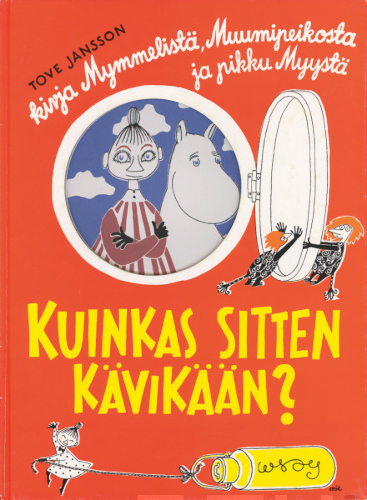 TOVE JANSSON
kirja Mymmelistä, Muumipeikosta
ja pikku Myystä
KUINKAS SITTEN
KÄVIKÄÄN?
wsoy